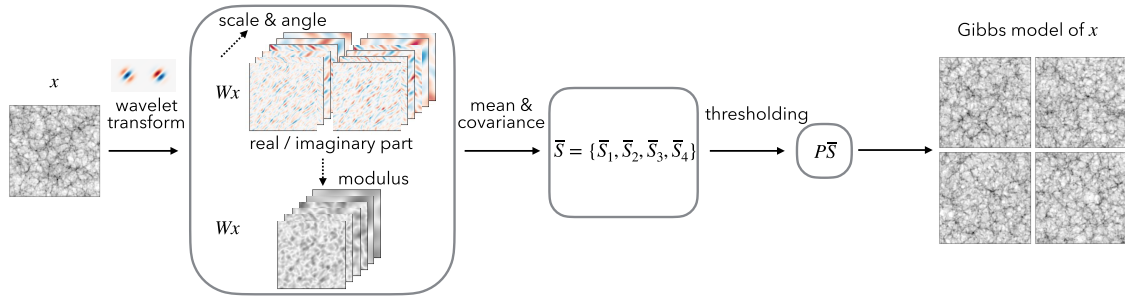 scale & angle
Gibbs model of x
x
wavelet
transform
Wx
real / imaginary part
mean &
covariance
thresholding
S̅ = {S̅₁, S̅₂, S̅₃, S̅₄}
PS̅
modulus
Wx